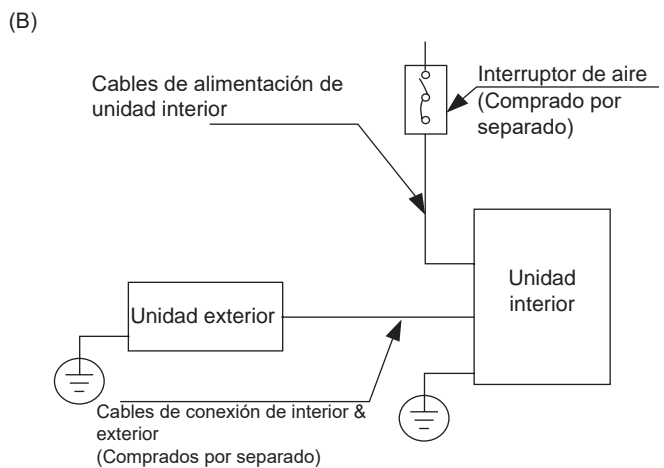 (B)
Cables de alimentación de
unidad interior
Interruptor de aire
(Comprado por
separado)
Unidad
interior
Unidad exterior
Cables de conexión de interior &
exterior
(Comprados por separado)